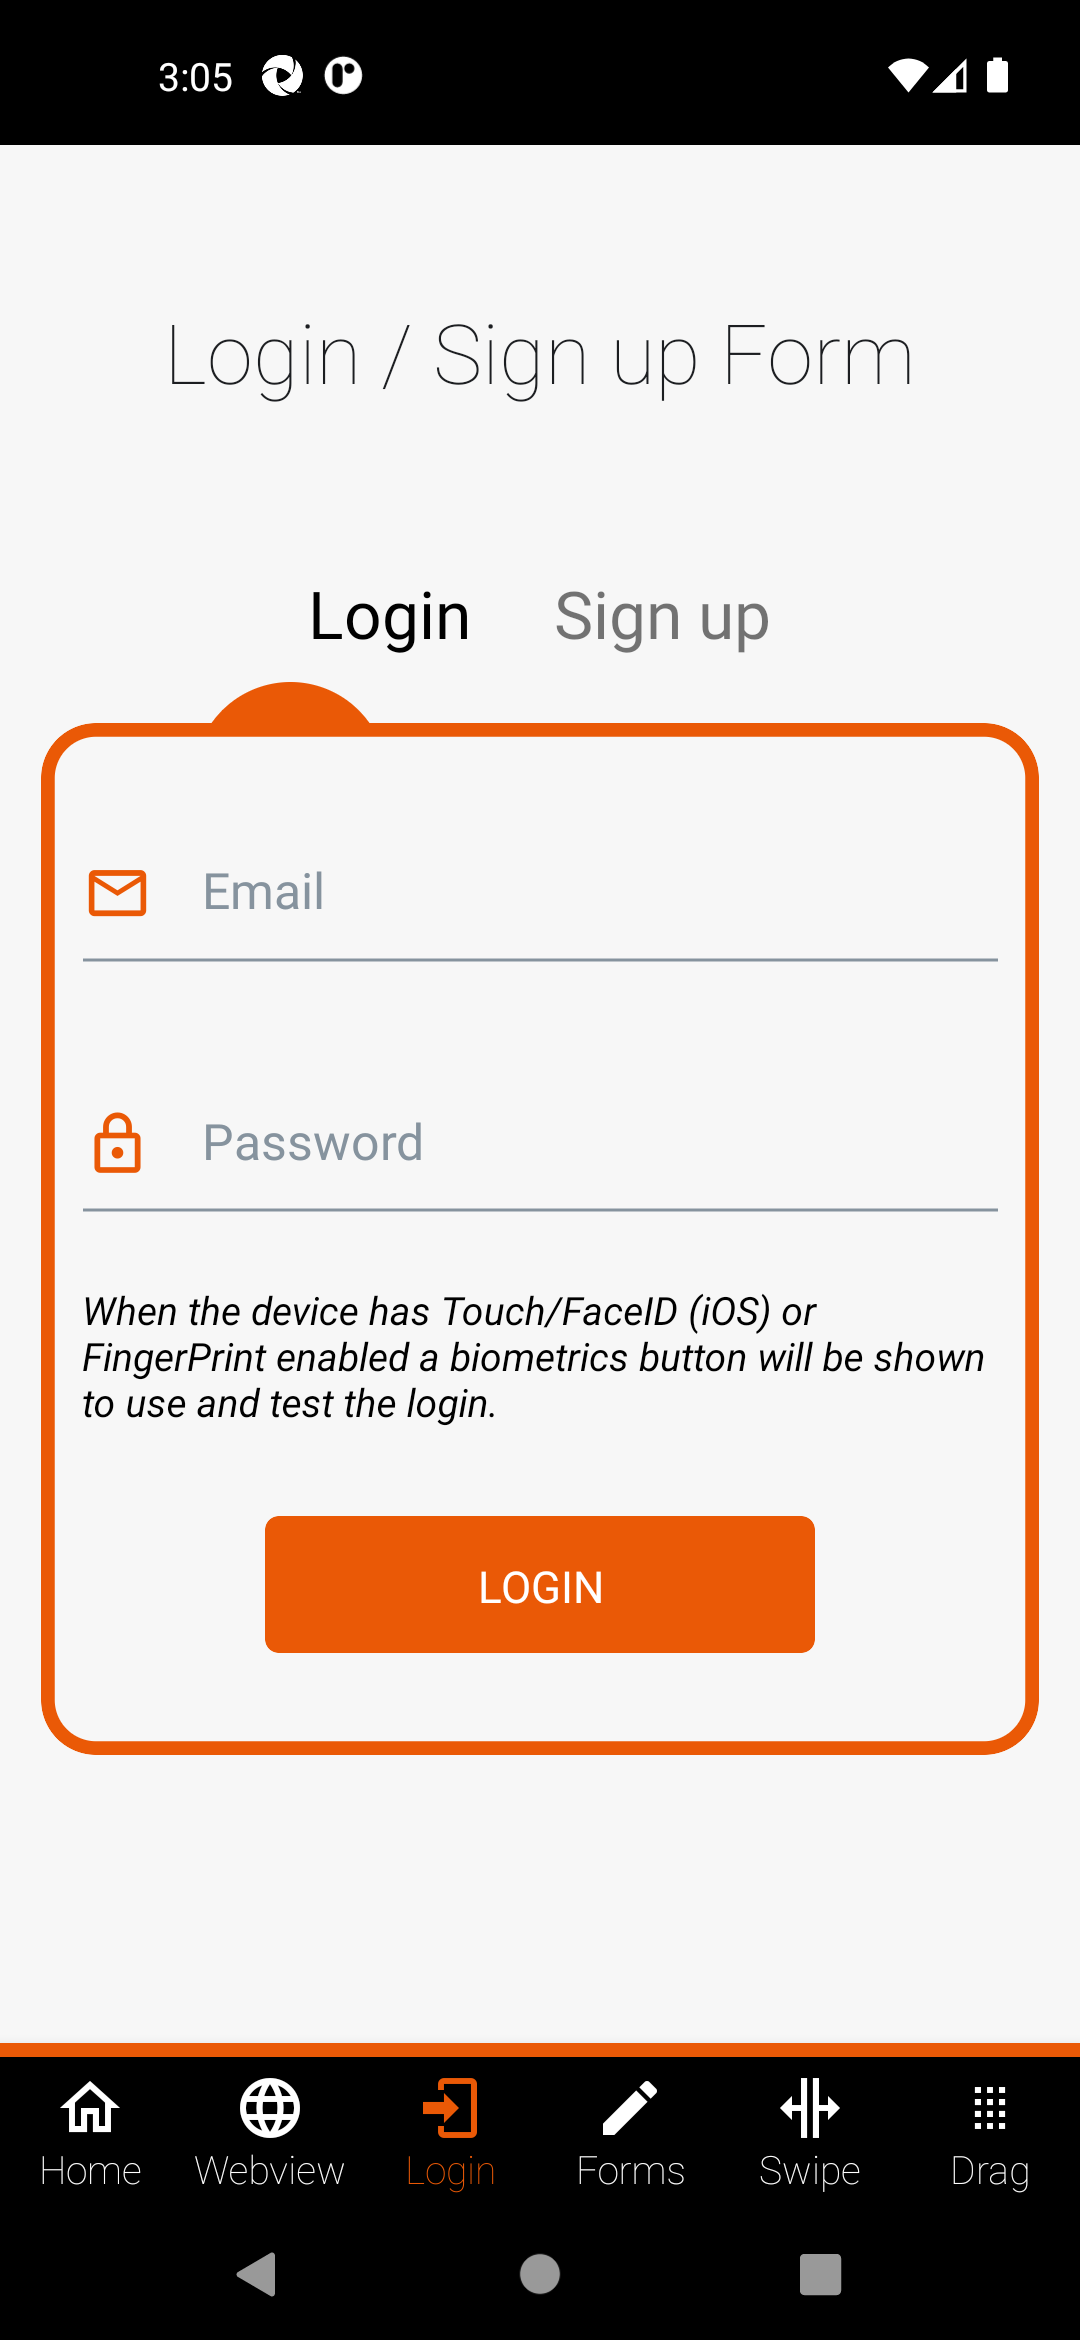 3:05
Login / Sign up Form
Login Sign up
Email
Password
When the device has Touch/FaceID (iOS) or
FingerPrint enabled a biometrics button will be shown
to use and test the login.
LOGIN
Home Webview Login Forms Swipe Drag